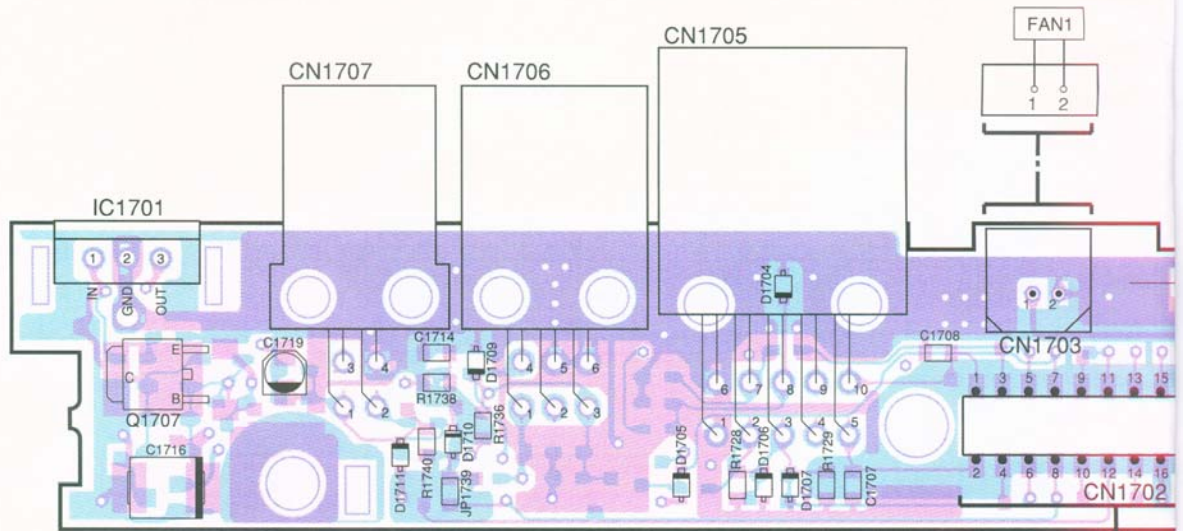 FAN1
1 2
CN1705
CN1707
CN1706
IC1701
1 2 3
IN
GND
OUT
D1704
1 2
CN1703
C1708
E
C
B
Q1707
C1719
3 4
1 2
C1714
R1738
D1709
4 5 6
1 2 3
R1736
D1710
R1740
D1711
JP1739
C1716
6 7 8 9 10
1 2 3 4 5
D1705
R1728
D1706
D1707
R1729
C1707
1 3 5 7 9 11 13 15
2 4 6 8 10 12 14 16
CN1702